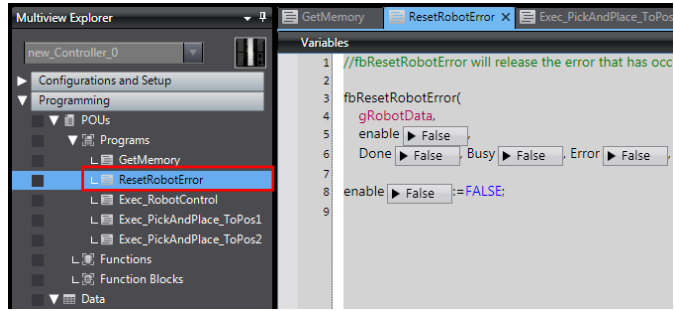 Multiview Explorer
new_Controller_0
Configurations and Setup
Programming
POUs
Programs
GetMemory
ResetRobotError
Exec_RobotControl
Exec_PickAndPlace_ToPos1
Exec_PickAndPlace_ToPos2
Functions
Function Blocks
Data
GetMemory ResetRobotError Exec_PickAndPlace_ToPos
Variables
1 //fbResetRobotError will release the error that has occ
2
3 fbResetRobotError(
4 gRobotData,
5 enable False ,
6 Done False , Busy False , Error False ,
7
8 enable False :=FALSE;
9